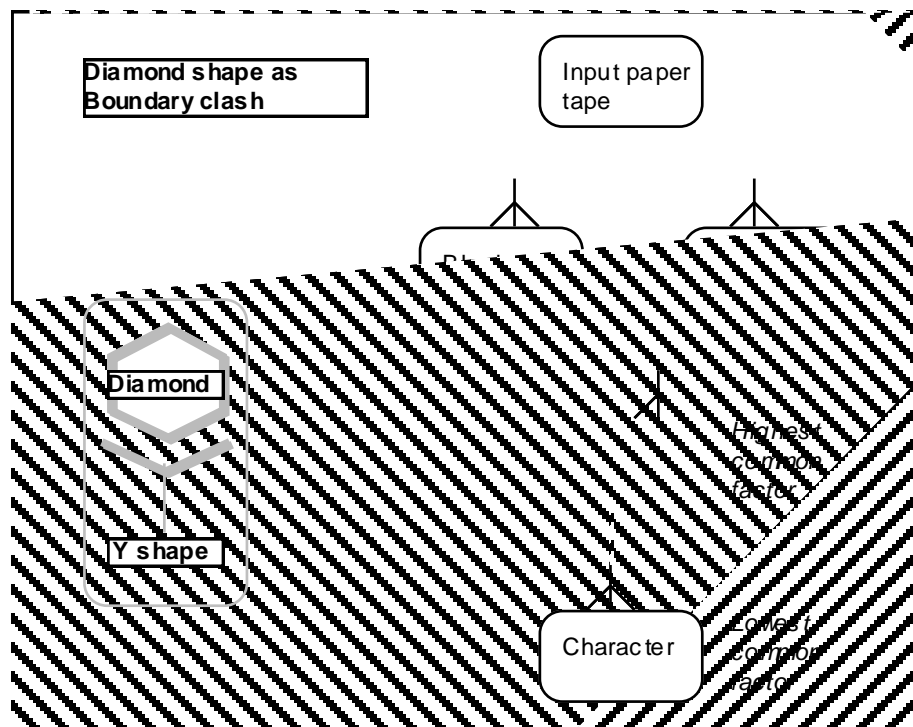 Diamond shape as
Boundary clash
Input paper
tape
Diamond
Highest
common
factor
Y shape
Character
Lowest
common
factor